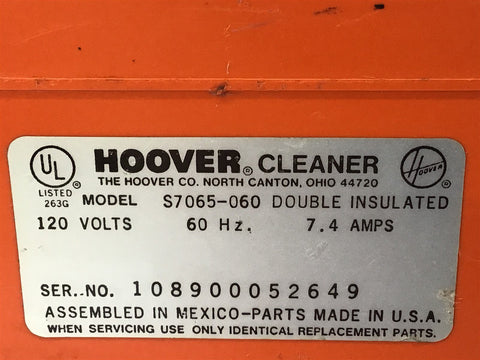 UL ® HOOVER® CLEANER Hoover ®
LISTED THE HOOVER CO. NORTH CANTON, OHIO 44720
263G MODEL S7065-060 DOUBLE INSULATED
120 VOLTS 60 Hz. 7.4 AMPS
SER. NO. 108900052649
ASSEMBLED IN MEXICO-PARTS MADE IN U.S.A.
WHEN SERVICING USE ONLY IDENTICAL REPLACEMENT PARTS.